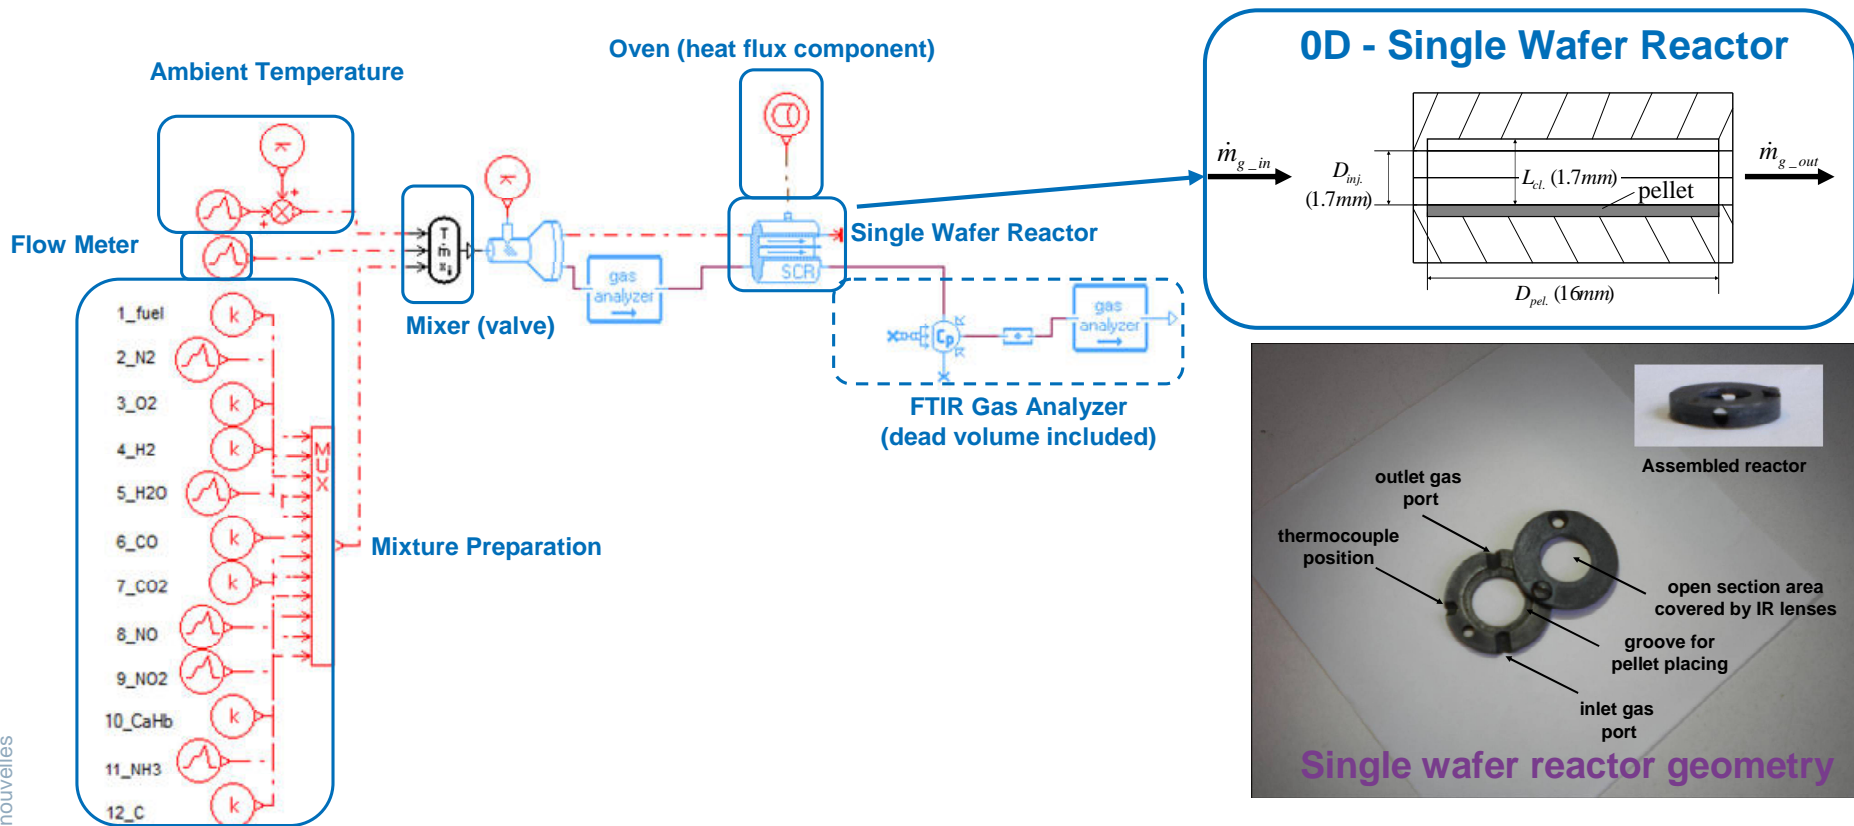 Oven (heat flux component)
Ambient Temperature
Flow Meter
1_fuel
k
2_N2
3_O2
k
4_H2
k
5_H2O
6_CO
k
7_CO2
k
8_NO
9_NO2
10_CaHb
k
11_NH3
12_C
k
MUX
Mixture Preparation
T
ṁ
xi
Mixer (valve)
gas
analyzer
SCR
Single Wafer Reactor
Cp
gas
analyzer
FTIR Gas Analyzer
(dead volume included)
0D - Single Wafer Reactor
ṁg_in
Dinj.
(1.7mm)
Lcl. (1.7mm)
pellet
ṁg_out
Dpel. (16mm)
Assembled reactor
outlet gas
port
thermocouple
position
open section area
covered by IR lenses
groove for
pellet placing
inlet gas
port
Single wafer reactor geometry
nouvelles